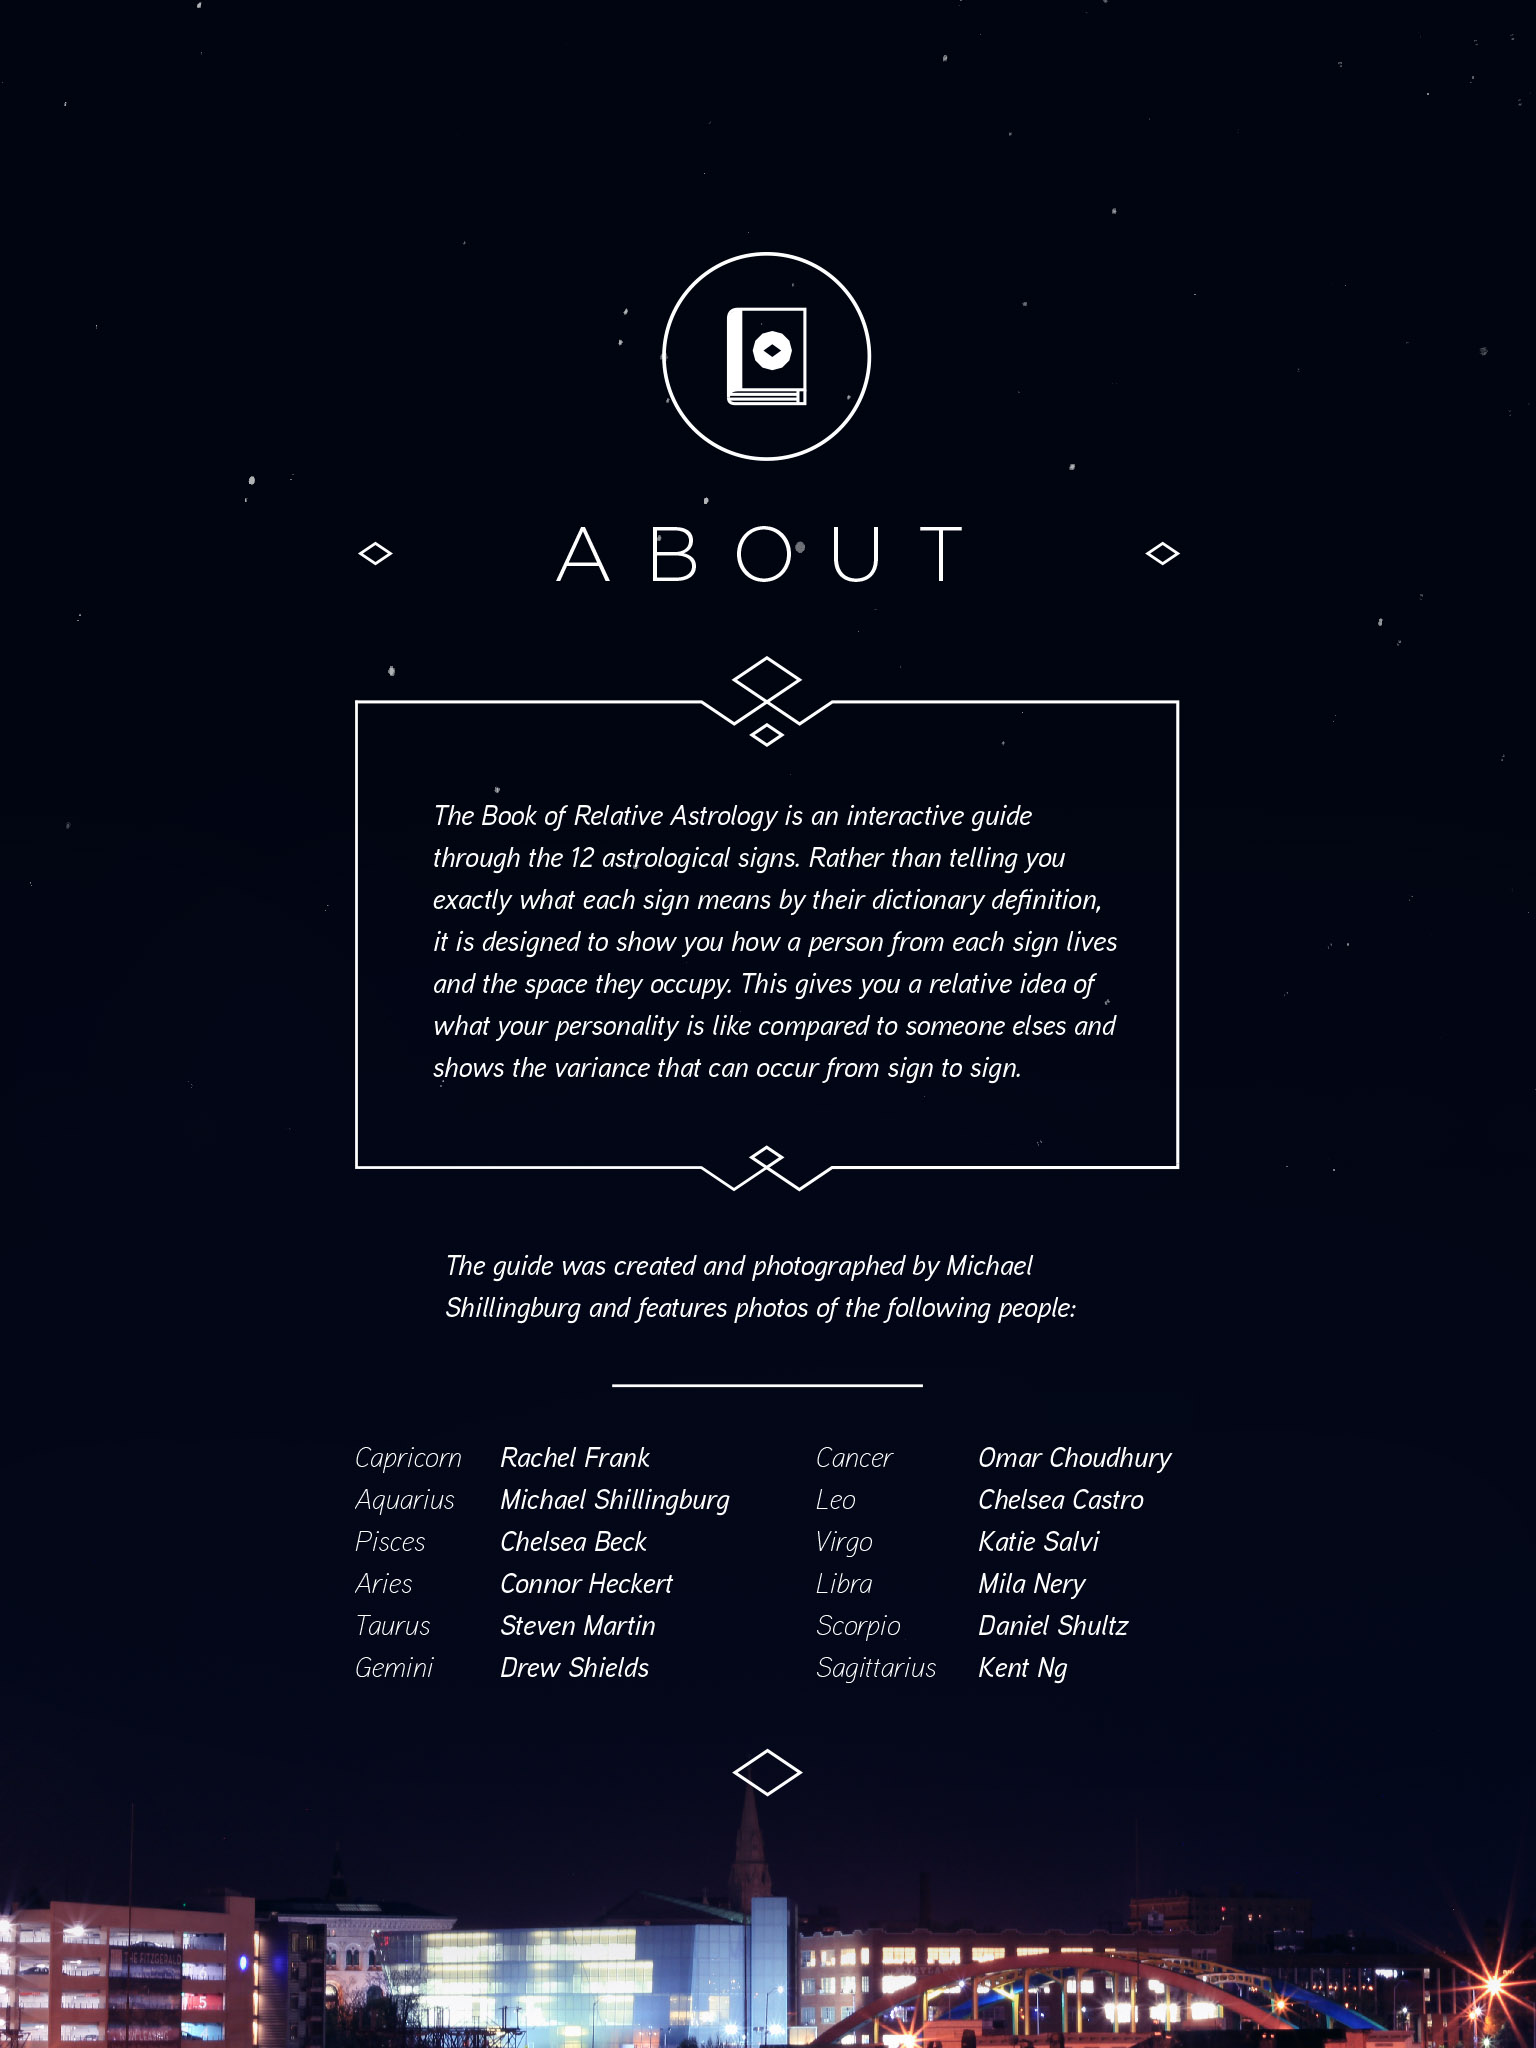 ABOUT
The Book of Relative Astrology is an interactive guide
through the 12 astrological signs. Rather than telling you
exactly what each sign means by their dictionary definition,
it is designed to show you how a person from each sign lives
and the space they occupy. This gives you a relative idea of
what your personality is like compared to someone elses and
shows the variance that can occur from sign to sign.
The guide was created and photographed by Michael
Shillingburg and features photos of the following people:
Capricorn Rachel Frank
Aquarius Michael Shillingburg
Pisces Chelsea Beck
Aries Connor Heckert
Taurus Steven Martin
Gemini Drew Shields
Cancer Omar Choudhury
Leo Chelsea Castro
Virgo Katie Salvi
Libra Mila Nery
Scorpio Daniel Shultz
Sagittarius Kent Ng
THE FITZGERALD